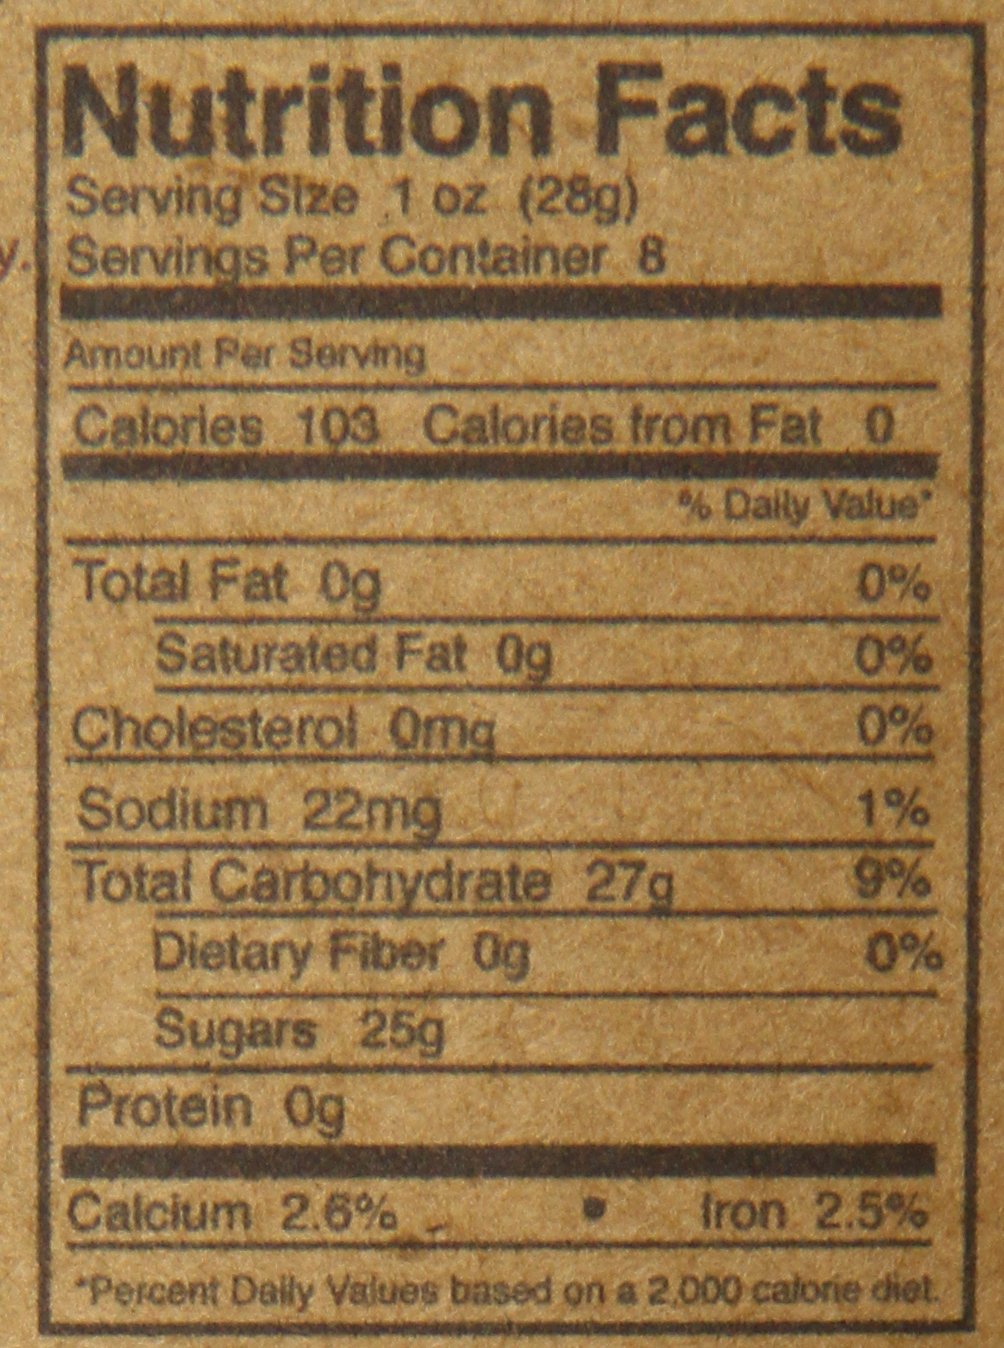 Nutrition Facts
Serving Size 1 oz (28g)
y. Servings Per Container 8
Amount Per Serving
Calories 103 Calories from Fat 0
% Daily Value*
Total Fat 0g 0%
Saturated Fat 0g 0%
Cholesterol 0mg 0%
Sodium 22mg 1%
Total Carbohydrate 27g 9%
Dietary Fiber 0g 0%
Sugars 25g
Protein 0g
Calcium 2.6% • Iron 2.5%
*Percent Daily Values based on a 2,000 calorie diet.